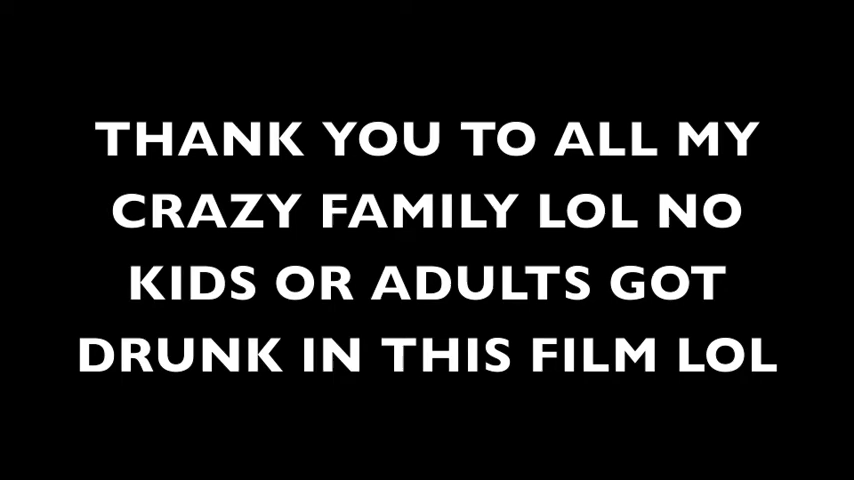 THANK YOU TO ALL MY
CRAZY FAMILY LOL NO
KIDS OR ADULTS GOT
DRUNK IN THIS FILM LOL